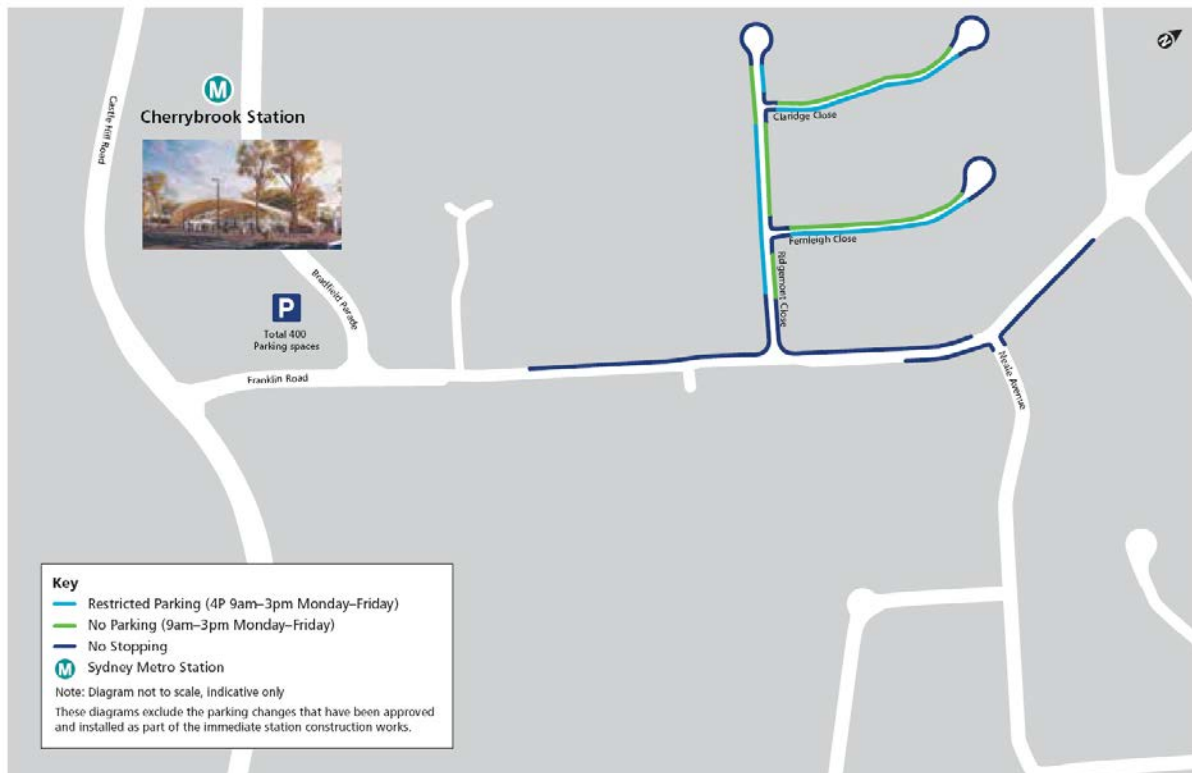 Castle Hill Road
M
Cherrybrook Station
P
Total 400
Parking spaces
Bradfield Parade
Franklin Road
Claridge Close
Fernleigh Close
Ridgemont Close
Neale Avenue
N
Key
Restricted Parking (4P 9am–3pm Monday–Friday)
No Parking (9am–3pm Monday–Friday)
No Stopping
M Sydney Metro Station
Note: Diagram not to scale, indicative only
These diagrams exclude the parking changes that have been approved
and installed as part of the immediate station construction works.